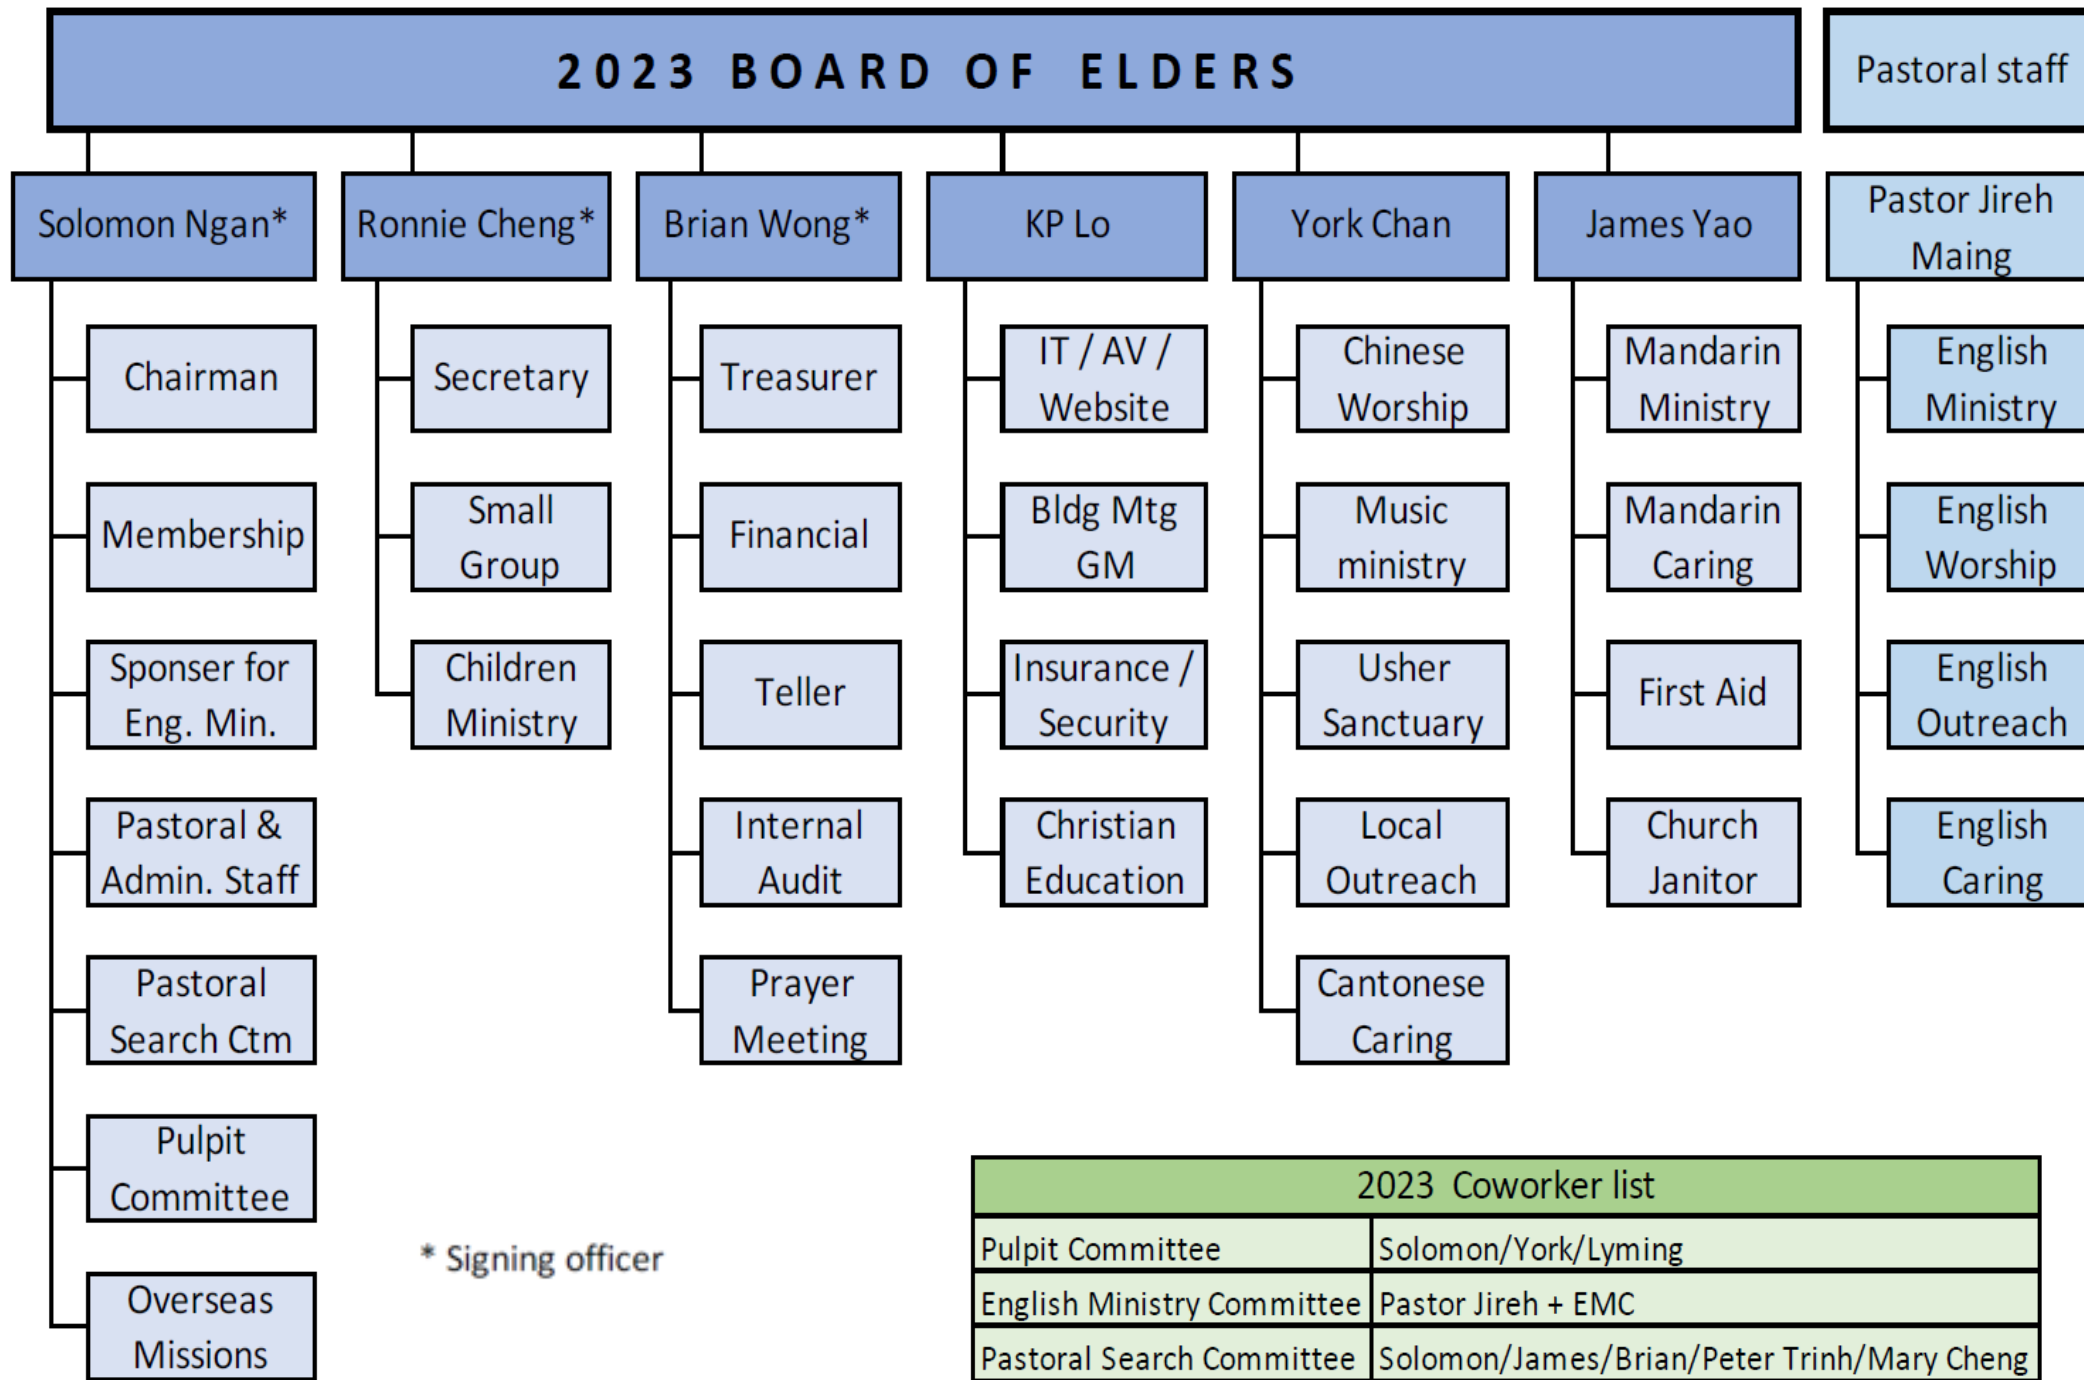 2023 BOARD OF ELDERS
Pastoral staff
Solomon Ngan*
Chairman
Membership
Sponser for
Eng. Min.
Pastoral &
Admin. Staff
Pastoral
Search Ctm
Pulpit
Committee
Overseas
Missions
Ronnie Cheng*
Secretary
Small
Group
Children
Ministry
Brian Wong*
Treasurer
Financial
Teller
Internal
Audit
Prayer
Meeting
KP Lo
IT / AV /
Website
Bldg Mtg
GM
Insurance /
Security
Christian
Education
York Chan
Chinese
Worship
Music
ministry
Usher
Sanctuary
Local
Outreach
Cantonese
Caring
James Yao
Mandarin
Ministry
Mandarin
Caring
First Aid
Church
Janitor
Pastor Jireh
Maing
English
Ministry
English
Worship
English
Outreach
English
Caring
* Signing officer
2023 Coworker list
Pulpit Committee Solomon/York/Lyming
English Ministry Committee Pastor Jireh + EMC
Pastoral Search Committee Solomon/James/Brian/Peter Trinh/Mary Cheng